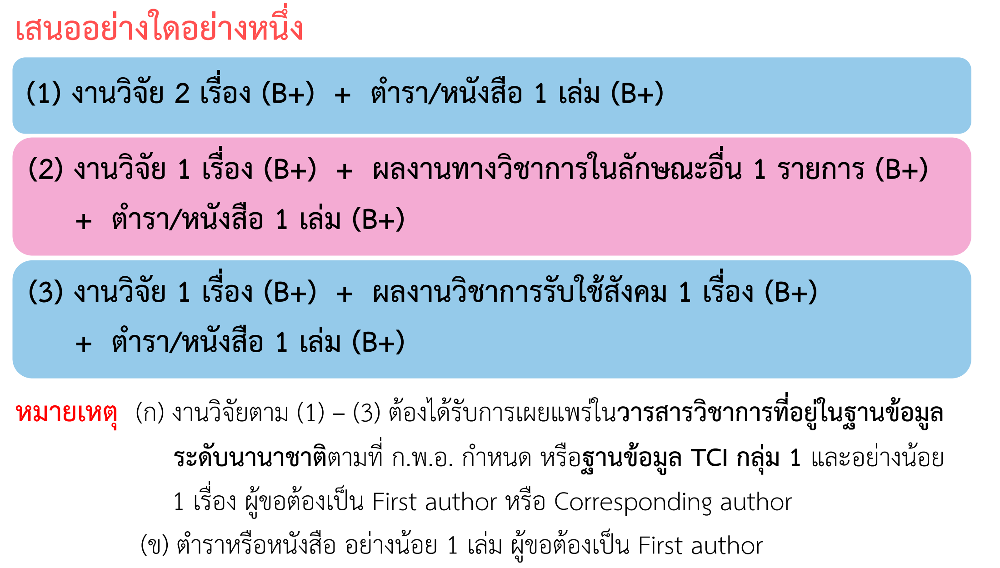 เสนออย่างใดอย่างหนึ่ง
(1) งานวิจัย 2 เรื่อง (B+) + ตำรา/หนังสือ 1 เล่ม (B+)
(2) งานวิจัย 1 เรื่อง (B+) + ผลงานทางวิชาการในลักษณะอื่น 1 รายการ (B+)
+ ตำรา/หนังสือ 1 เล่ม (B+)
(3) งานวิจัย 1 เรื่อง (B+) + ผลงานวิชาการรับใช้สังคม 1 เรื่อง (B+)
+ ตำรา/หนังสือ 1 เล่ม (B+)
หมายเหตุ (ก) งานวิจัยตาม (1) – (3) ต้องได้รับการเผยแพร่ในวารสารวิชาการที่อยู่ในฐานข้อมูล
ระดับนานาชาติตามที่ ก.พ.อ. กำหนด หรือฐานข้อมูล TCI กลุ่ม 1 และอย่างน้อย
1 เรื่อง ผู้ขอต้องเป็น First author หรือ Corresponding author
(ข) ตำราหรือหนังสือ อย่างน้อย 1 เล่ม ผู้ขอต้องเป็น First author